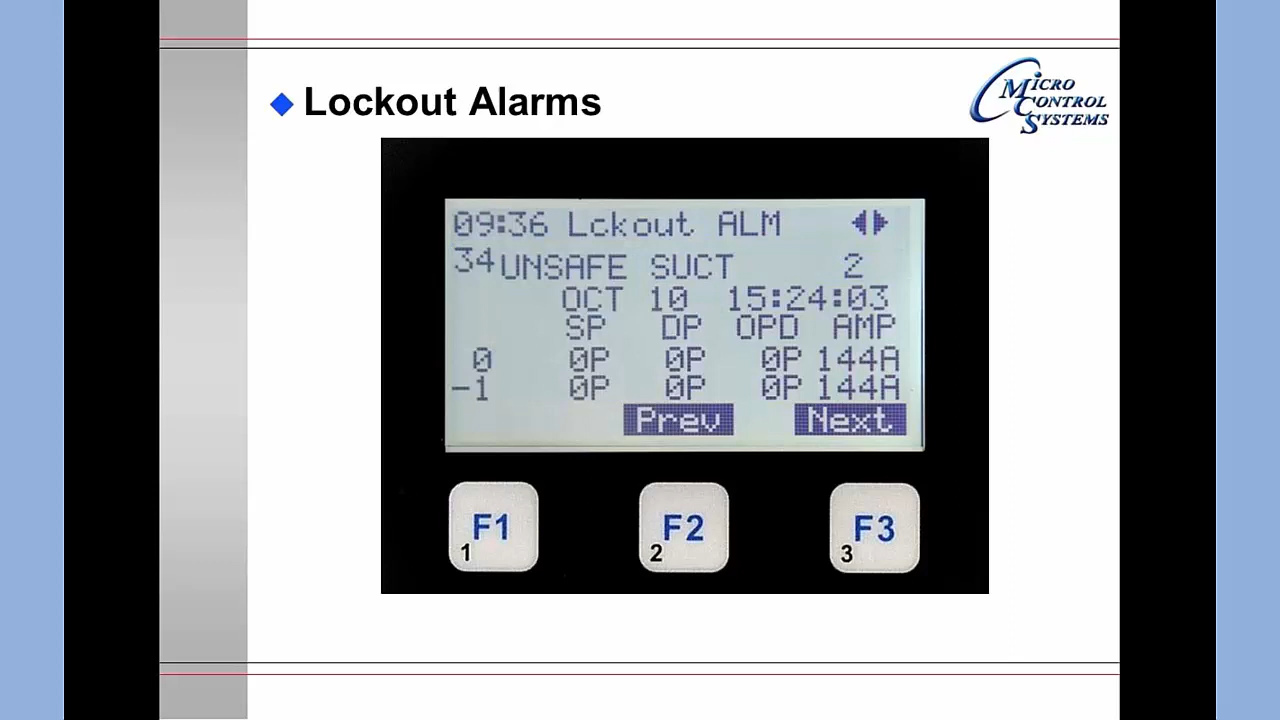 Lockout Alarms
MICRO
CONTROL
SYSTEMS
09:36 Lckout ALM
34 UNSAFE SUCT 2
OCT 10 15:24:03
SP DP OPD AMP
0 0P 0P 0P 144A
-1 0P 0P 0P 144A
Prev Next
F1 F2 F3
1 2 3